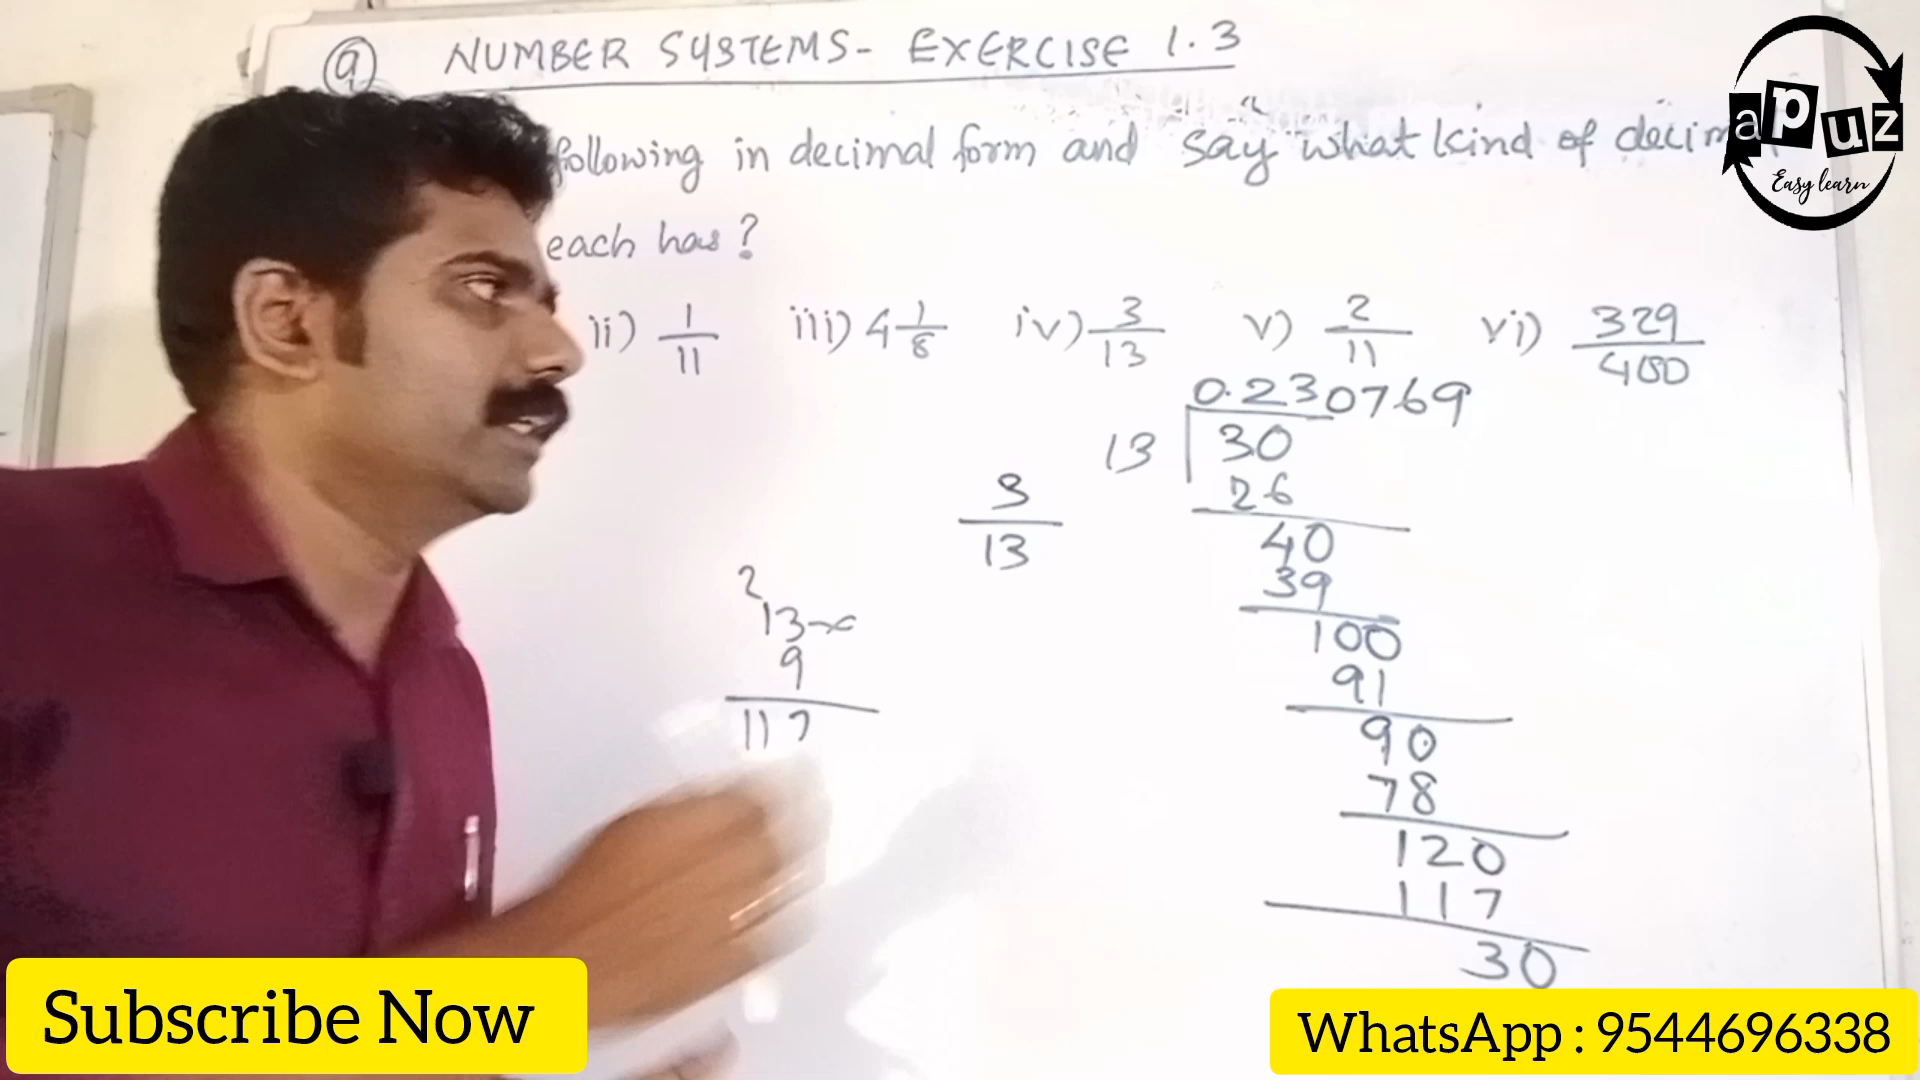 9 NUMBER SYSTEMS- EXERCISE 1.3
following in decimal form and say what kind of decim
each has?
ii) 1/11 iii) 4 1/8 iv) 3/13 v) 2/11 vi) 329/400
0.230769
13 30
26
3/13
40
39
100
91
90
78
120
117
30
2
13 x
9
117
apuz
Easy learn
Subscribe Now
WhatsApp : 9544696338